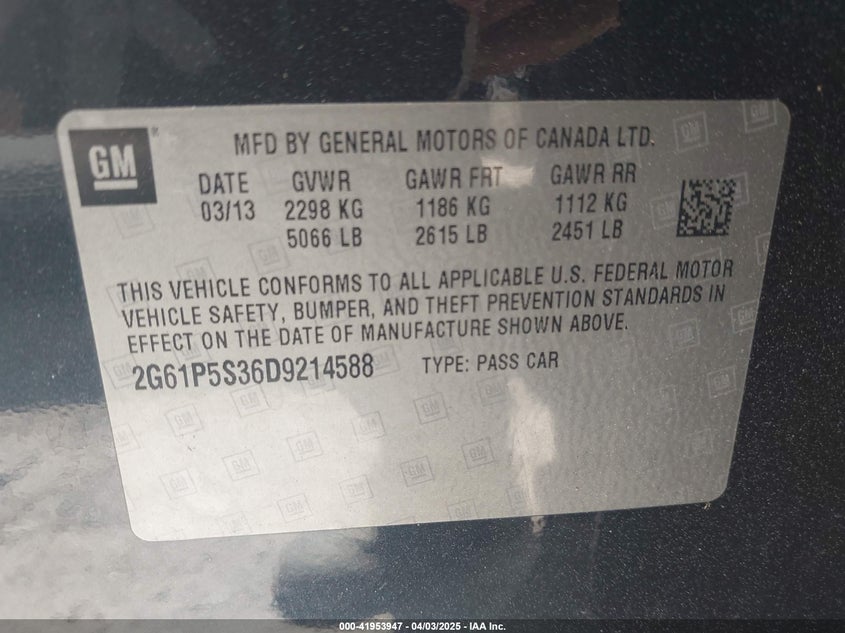 GM ®
MFD BY GENERAL MOTORS OF CANADA LTD.
DATE GVWR GAWR FRT GAWR RR
03/13 2298 KG 1186 KG 1112 KG
5066 LB 2615 LB 2451 LB
THIS VEHICLE CONFORMS TO ALL APPLICABLE U.S. FEDERAL MOTOR
VEHICLE SAFETY, BUMPER, AND THEFT PREVENTION STANDARDS IN
EFFECT ON THE DATE OF MANUFACTURE SHOWN ABOVE.
2G61P5S36D9214588 TYPE: PASS CAR
000-41953947 - 04/03/2025 - IAA Inc.